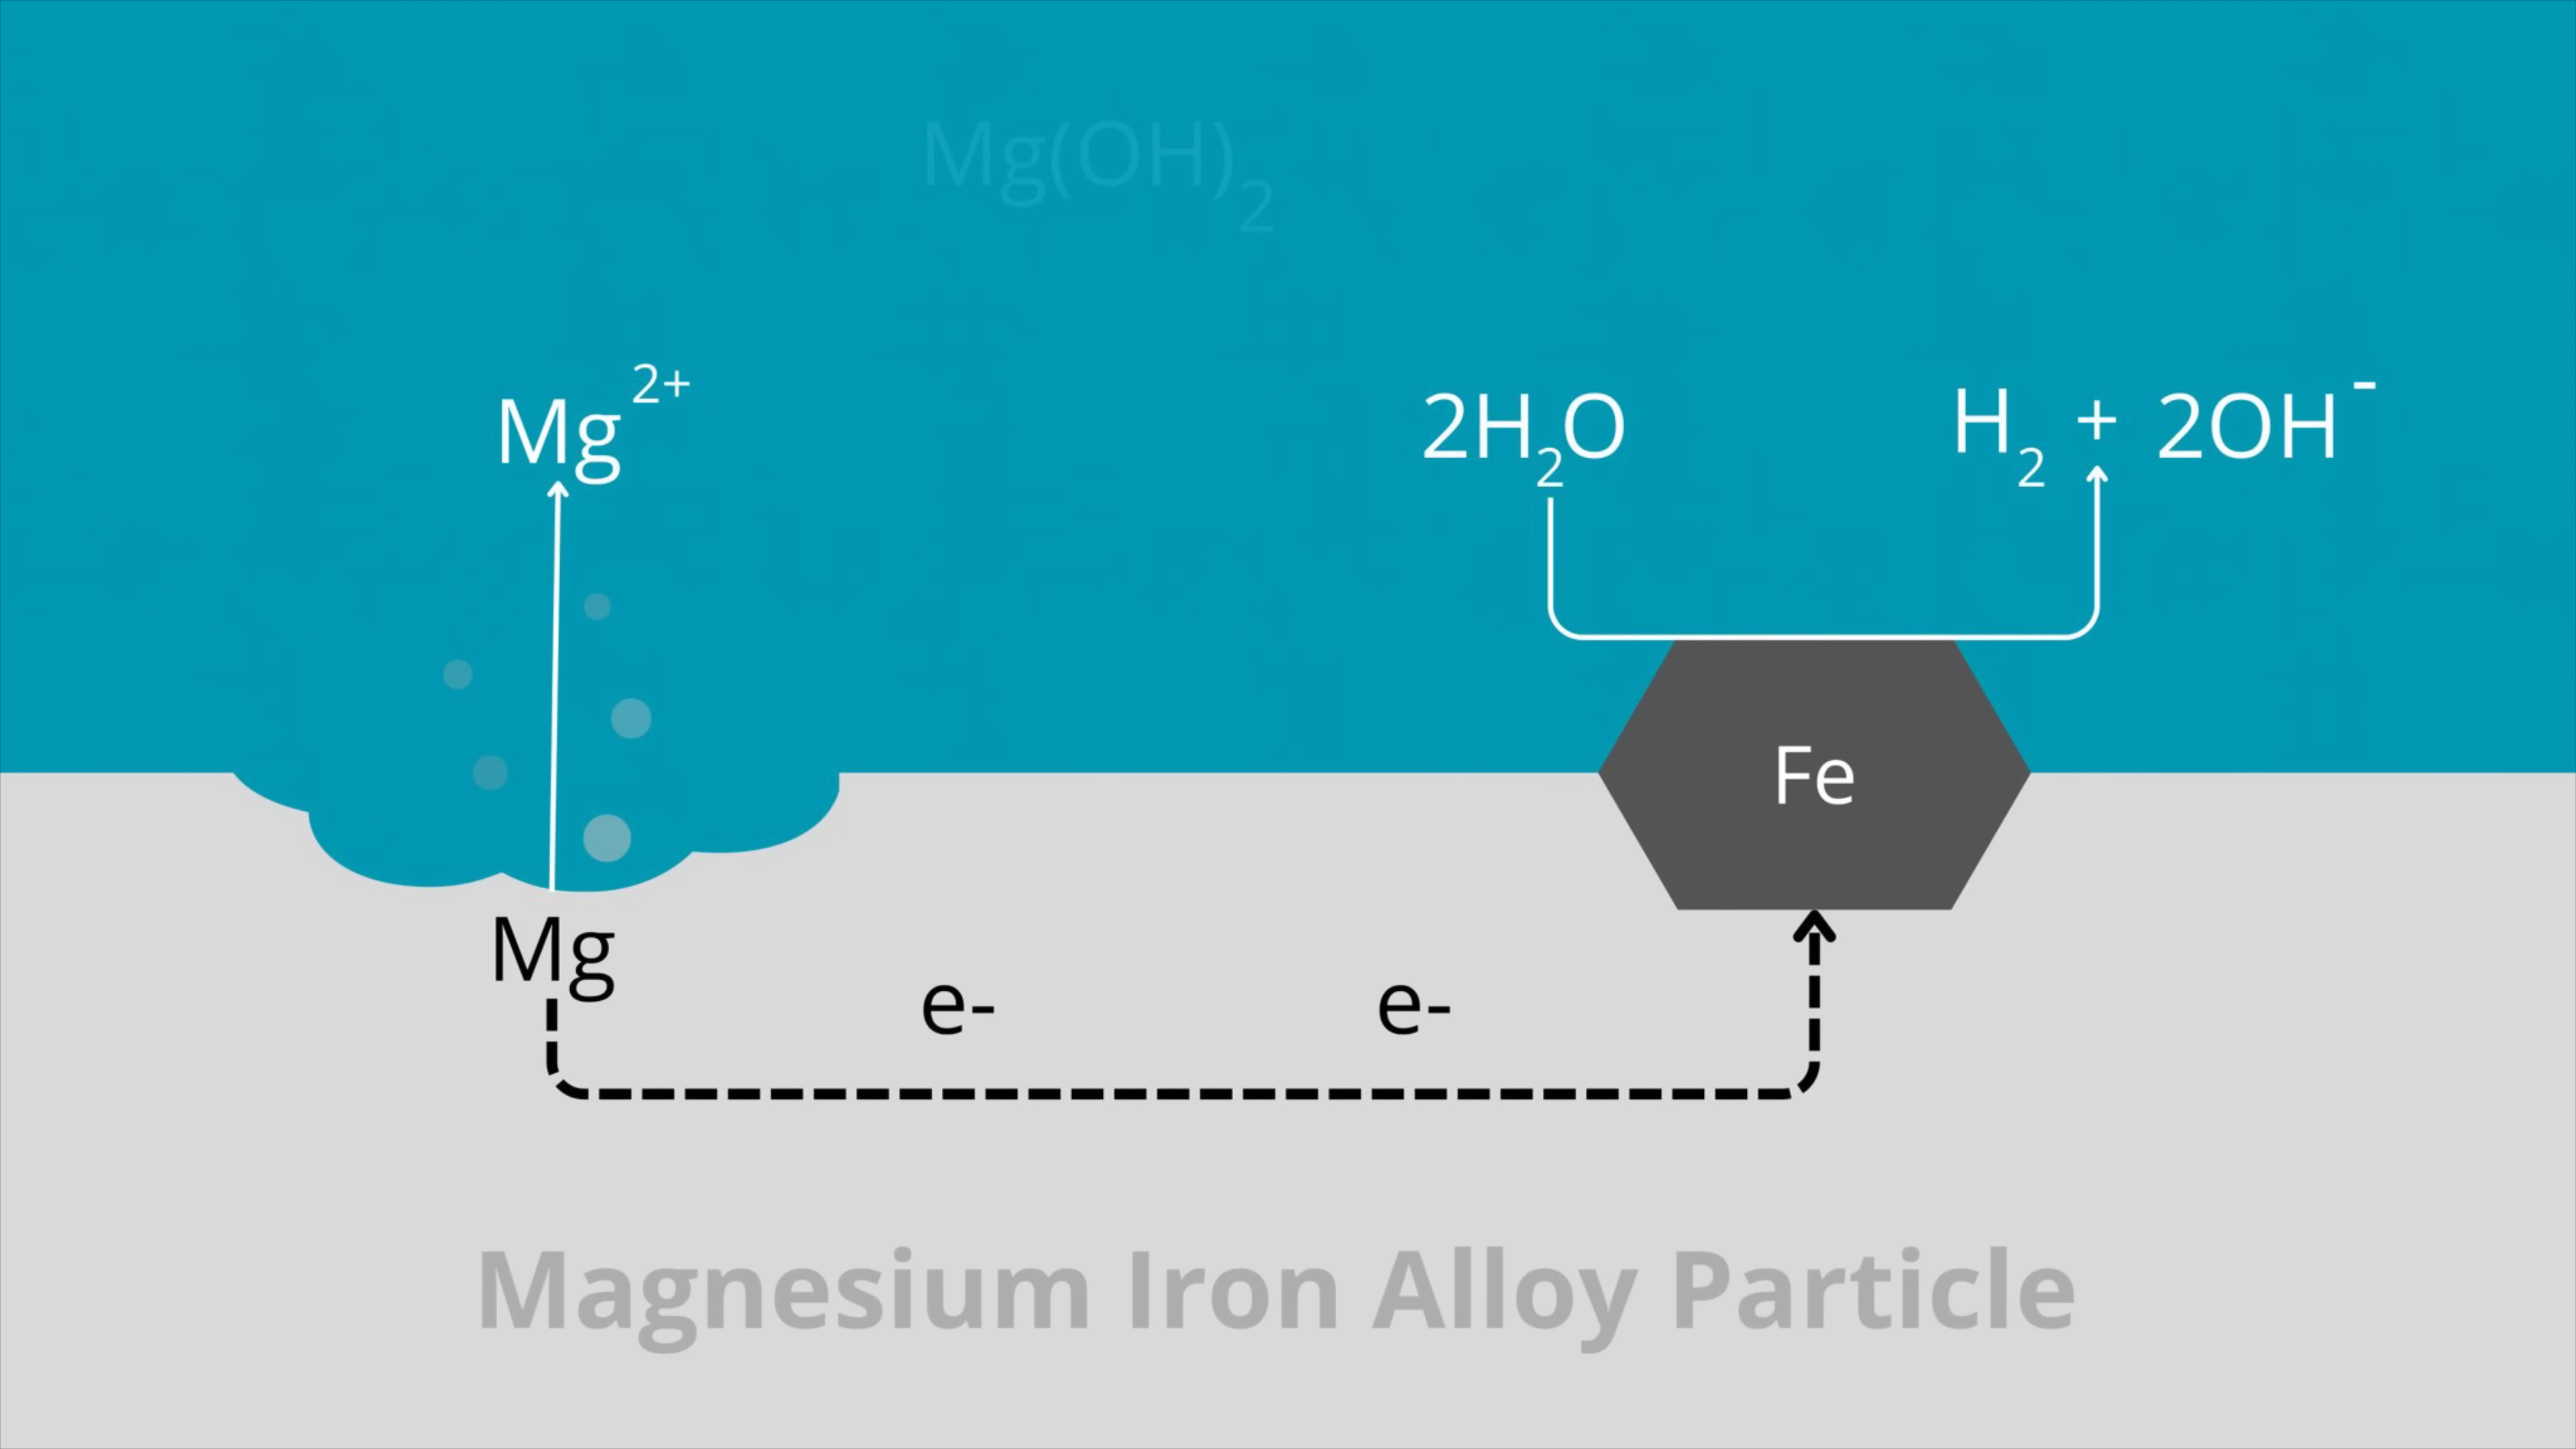 Mg(OH)₂
Mg²⁺
2H₂O
H₂ + 2OH⁻
Fe
Mg
e-
e-
Magnesium Iron Alloy Particle